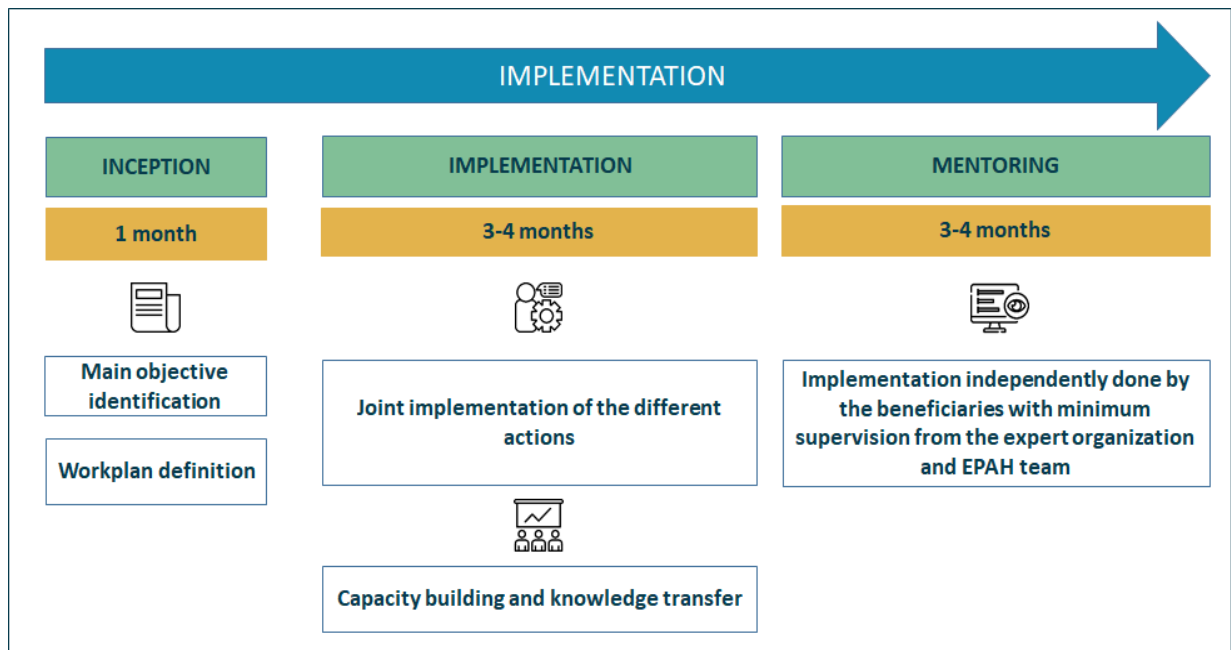 IMPLEMENTATION
INCEPTION
IMPLEMENTATION
MENTORING
1 month
3-4 months
3-4 months
Main objective
identification
Workplan definition
Joint implementation of the different
actions
Capacity building and knowledge transfer
Implementation independently done by
the beneficiaries with minimum
supervision from the expert organization
and EPAH team